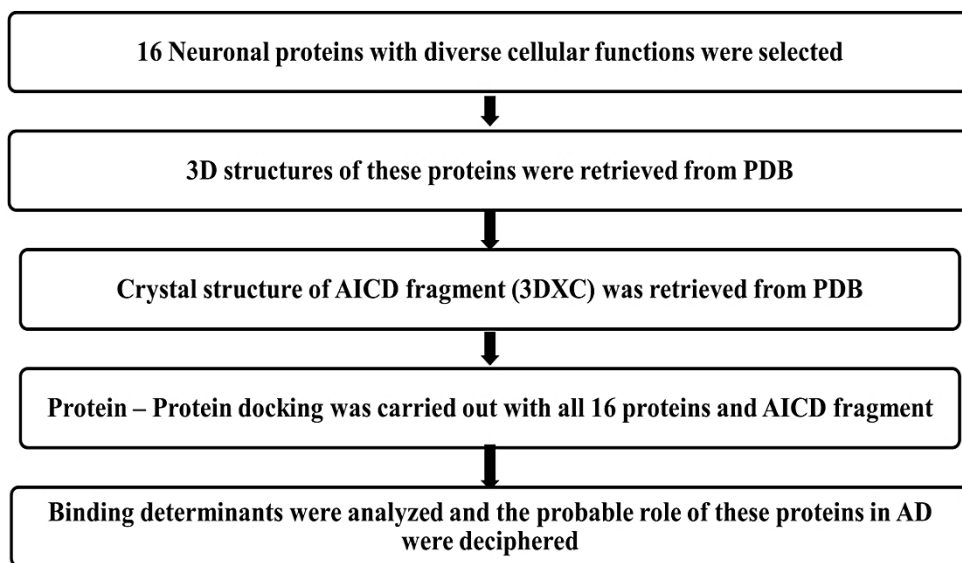 16 Neuronal proteins with diverse cellular functions were selected
3D structures of these proteins were retrieved from PDB
Crystal structure of AICD fragment (3DXC) was retrieved from PDB
Protein – Protein docking was carried out with all 16 proteins and AICD fragment
Binding determinants were analyzed and the probable role of these proteins in AD
were deciphered